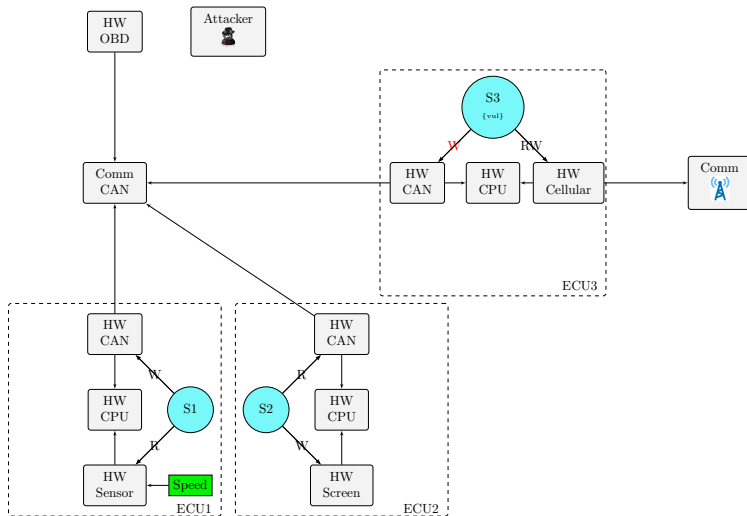 HW
OBD
Attacker
S3
{vul}
W
RW
Comm
CAN
HW
CAN
HW
CPU
HW
Cellular
Comm
ECU3
HW
CAN
W
HW
CPU
S1
R
HW
Sensor
Speed
ECU1
HW
CAN
R
S2
HW
CPU
W
HW
Screen
ECU2